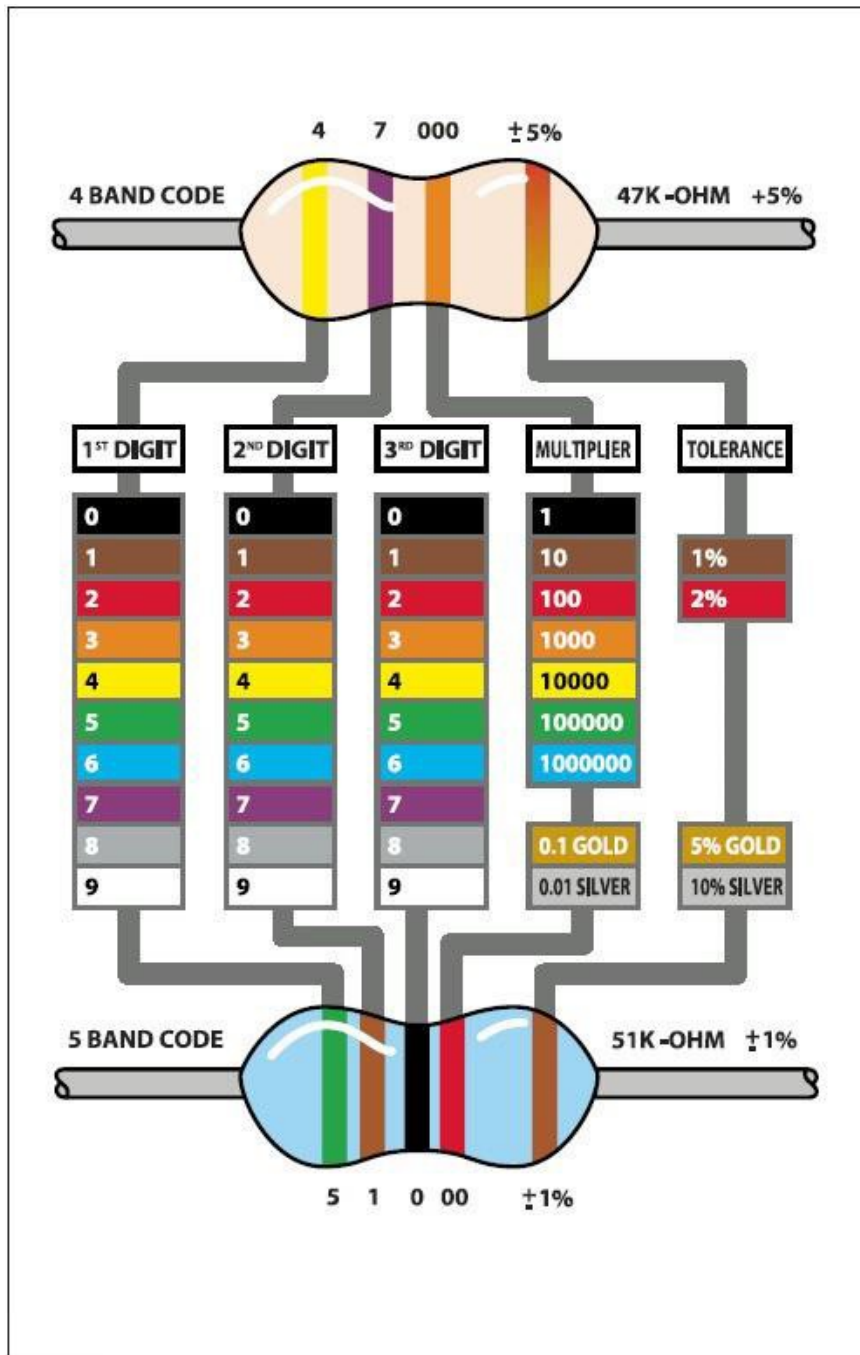 4 7 000 ±5%
4 BAND CODE 47K-OHM +5%
1ST DIGIT 2ND DIGIT 3RD DIGIT MULTIPLIER TOLERANCE
0 0 0 1
1 1 1 10 1%
2 2 2 100 2%
3 3 3 1000
4 4 4 10000
5 5 5 100000
6 6 6 1000000
7 7 7
8 8 8 0.1 GOLD 5% GOLD
9 9 9 0.01 SILVER 10% SILVER
5 BAND CODE 51K-OHM ±1%
5 1 0 00 ±1%